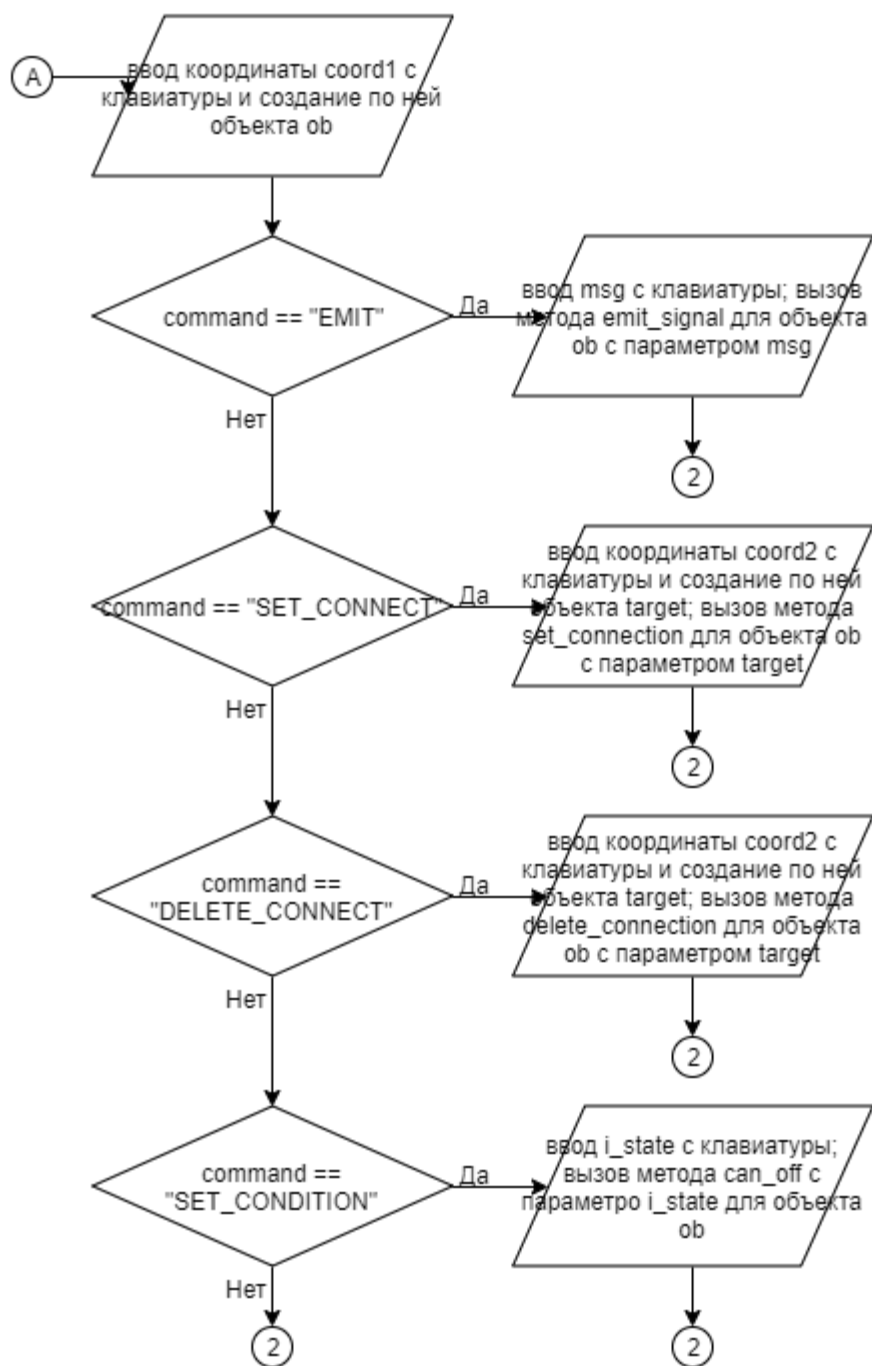 A
ввод координаты coord1 с
клавиатуры и создание по ней
объекта ob
command == "EMIT"
Да
ввод msg с клавиатуры; вызов
метода emit_signal для объекта
ob с параметром msg
Нет
2
command == "SET_CONNECT"
Да
ввод координаты coord2 с
клавиатуры и создание по ней
объекта target; вызов метода
set_connection для объекта ob
с параметром target
Нет
2
command ==
"DELETE_CONNECT"
Да
ввод координаты coord2 с
клавиатуры и создание по ней
объекта target; вызов метода
delete_connection для объекта
ob с параметром target
Нет
2
command ==
"SET_CONDITION"
Да
ввод i_state с клавиатуры;
вызов метода can_off с
параметро i_state для объекта
ob
Нет
2
2